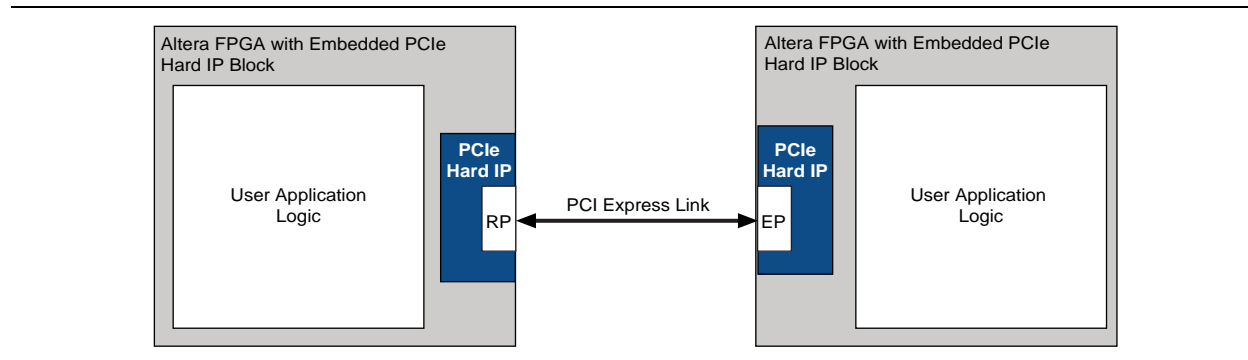 Altera FPGA with Embedded PCIe
Hard IP Block
User Application
Logic
PCIe
Hard IP
RP
PCI Express Link
Altera FPGA with Embedded PCIe
Hard IP Block
PCIe
Hard IP
EP
User Application
Logic